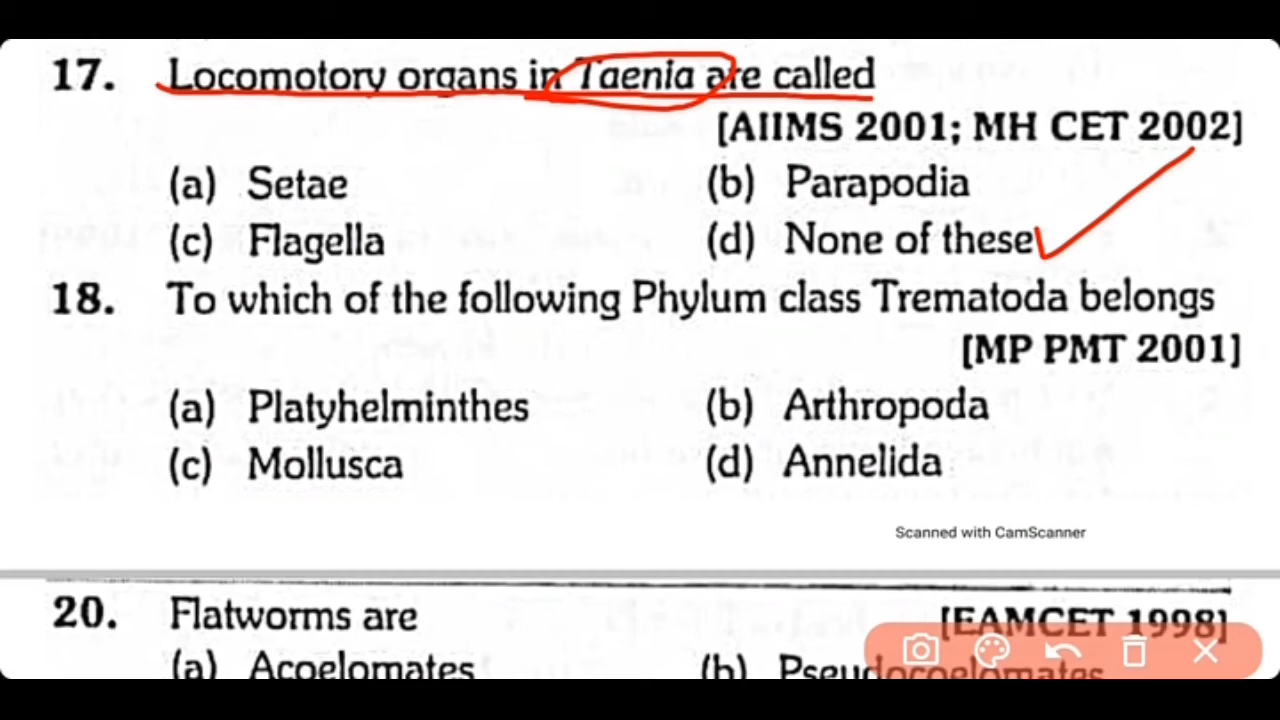 17. Locomotory organs in Taenia are called
[AIIMS 2001; MH CET 2002]
(a) Setae (b) Parapodia
(c) Flagella (d) None of these
18. To which of the following Phylum class Trematoda belongs
[MP PMT 2001]
(a) Platyhelminthes (b) Arthropoda
(c) Mollusca (d) Annelida
Scanned with CamScanner
20. Flatworms are [EAMCET 1998]
(a) Acoelomates (b) Pseudocoelomates